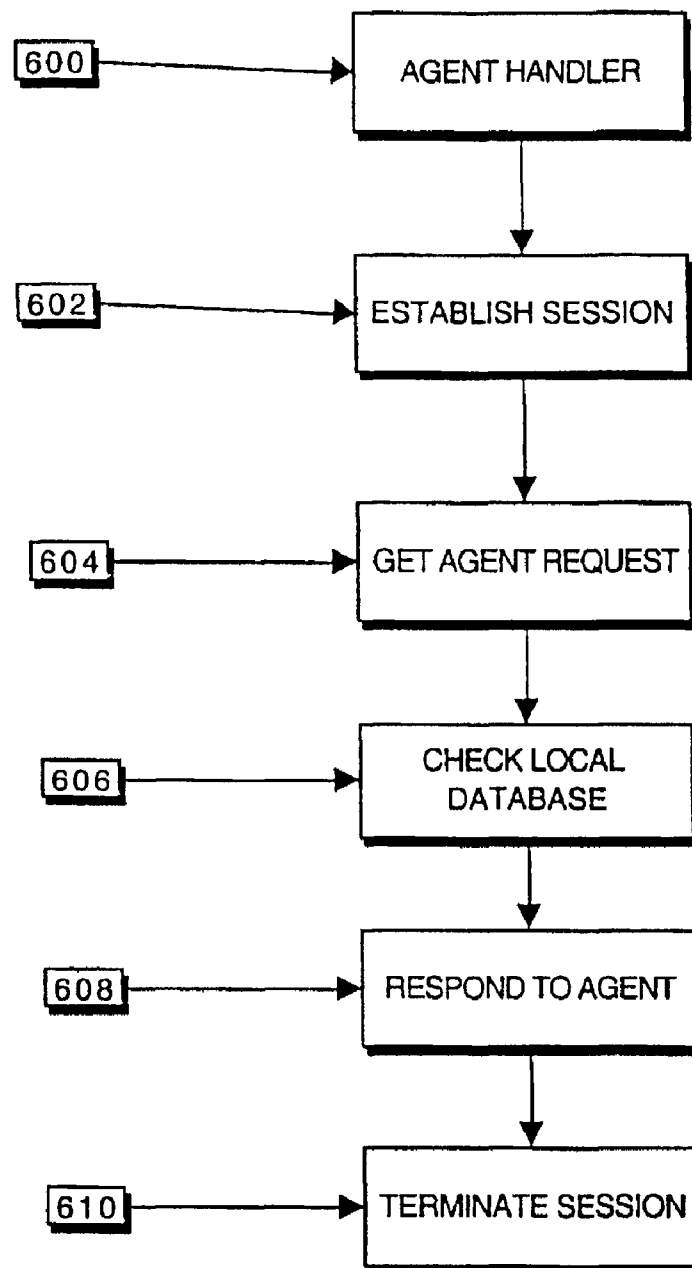 600
AGENT HANDLER
602
ESTABLISH SESSION
604
GET AGENT REQUEST
606
CHECK LOCAL
DATABASE
608
RESPOND TO AGENT
610
TERMINATE SESSION